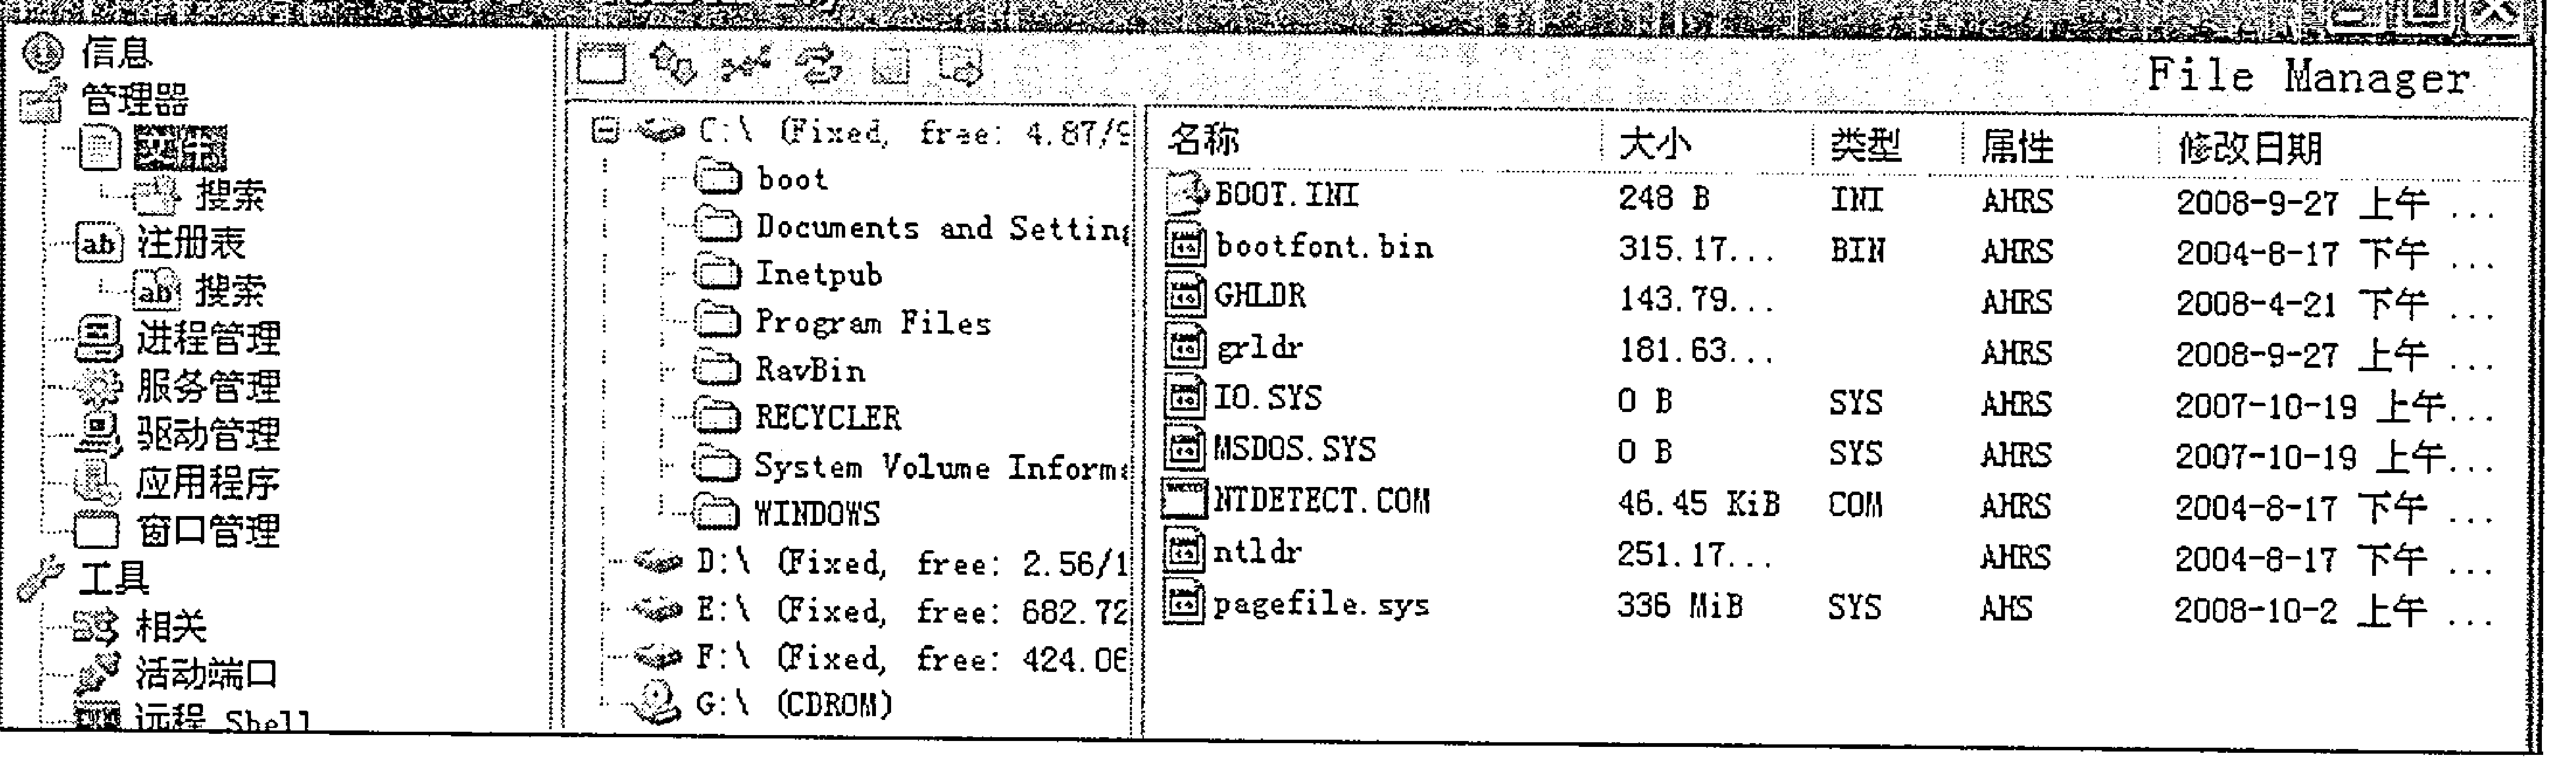 信息
管理器
文件
搜索
注册表
搜索
进程管理
服务管理
驱动管理
应用程序
窗口管理
工具
相关
活动端口
远程 Shell
File Manager
C:\ (Fixed, free: 4.87/9
boot
Documents and Setting
Inetpub
Program Files
RavBin
RECYCLER
System Volume Informa
WINDOWS
D:\ (Fixed, free: 2.56/1
E:\ (Fixed, free: 682.72
F:\ (Fixed, free: 424.06
G:\ (CDROM)
名称 大小 类型 属性 修改日期
BOOT.INI 248 B INI AHRS 2008-9-27 上午 ...
bootfont.bin 315.17... BIN AHRS 2004-8-17 下午 ...
GHLDR 143.79... AHRS 2008-4-21 下午 ...
grldr 181.63... AHRS 2008-9-27 上午 ...
IO.SYS 0 B SYS AHRS 2007-10-19 上午...
MSDOS.SYS 0 B SYS AHRS 2007-10-19 上午...
NTDETECT.COM 46.45 KiB COM AHRS 2004-8-17 下午 ...
ntldr 251.17... AHRS 2004-8-17 下午 ...
pagefile.sys 336 MiB SYS AHS 2008-10-2 上午 ...